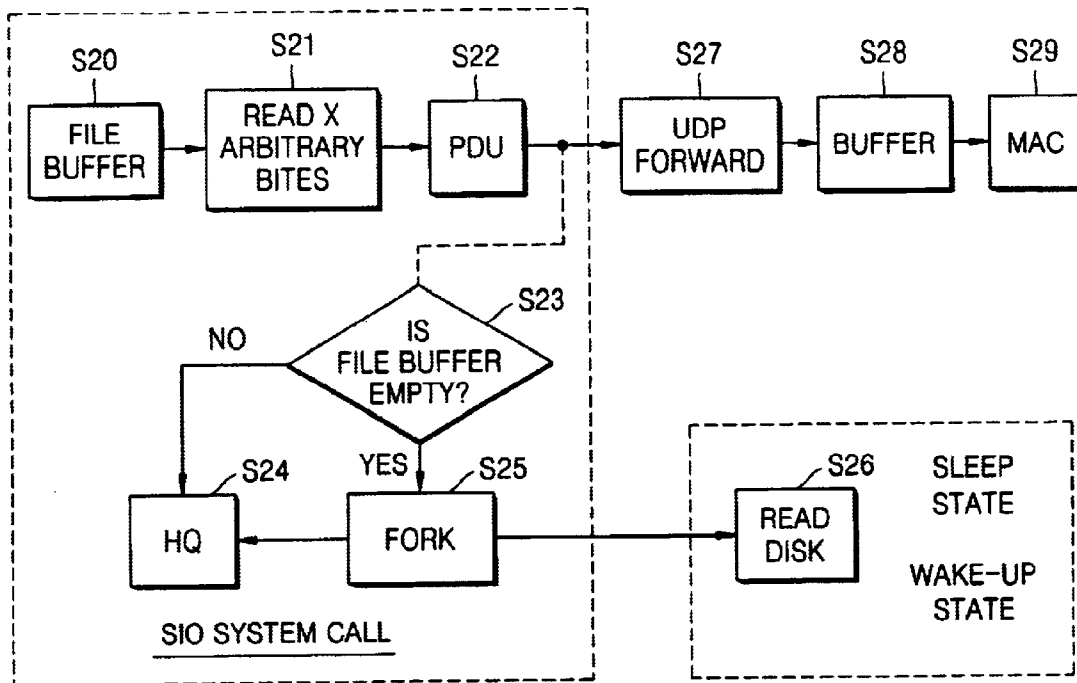 S20
FILE
BUFFER
S21
READ X
ARBITRARY
BITES
S22
PDU
S27
UDP
FORWARD
S28
BUFFER
S29
MAC
S23
IS
FILE BUFFER
EMPTY?
NO
YES
S24
HQ
S25
FORK
S26
READ
DISK
SLEEP
STATE
WAKE-UP
STATE
SIO SYSTEM CALL